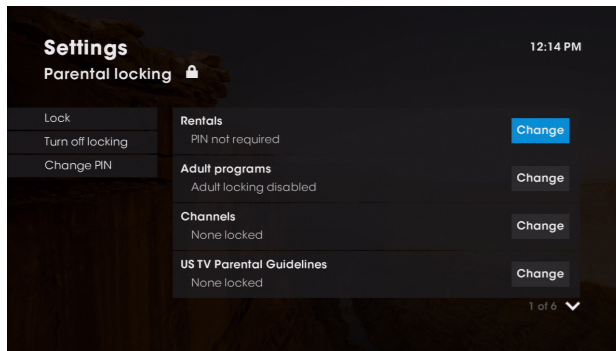 Settings
12:14 PM
Parental locking
Lock
Turn off locking
Change PIN
Rentals
PIN not required
Change
Adult programs
Adult locking disabled
Change
Channels
None locked
Change
US TV Parental Guidelines
None locked
Change
1 of 6